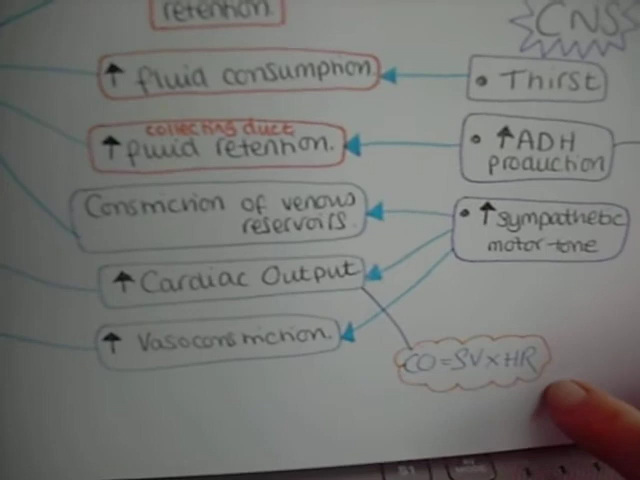 retention.
CNS
↑ fluid consumption.
• Thirst
collecting duct
↑ fluid retention.
• ↑ ADH
production
Constriction of venous
reservoirs.
• ↑ sympathetic
motor-tone
↑ Cardiac Output
↑ Vasoconstriction.
CO=SV×HR